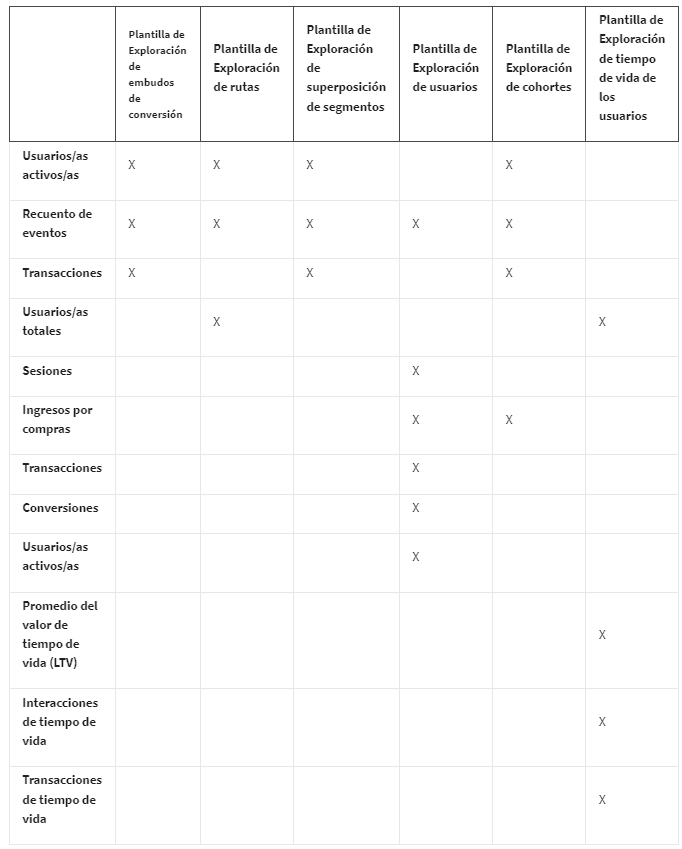 Plantilla de
Exploración
de
embudos
de
conversión
Plantilla de
Exploración
de rutas
Plantilla de
Exploración
de
superposición
de segmentos
Plantilla de
Exploración
de usuarios
Plantilla de
Exploración
de cohortes
Plantilla de
Exploración
de tiempo
de vida de
los
usuarios
Usuarios/as
activos/as
X X X X
Recuento de
eventos
X X X X X
Transacciones X X X
Usuarios/as
totales
X X
Sesiones X
Ingresos por
compras
X X
Transacciones X
Conversiones X
Usuarios/as
activos/as
X
Promedio del
valor de
tiempo de
vida (LTV)
X
Interacciones
de tiempo de
vida
X
Transacciones
de tiempo de
vida
X